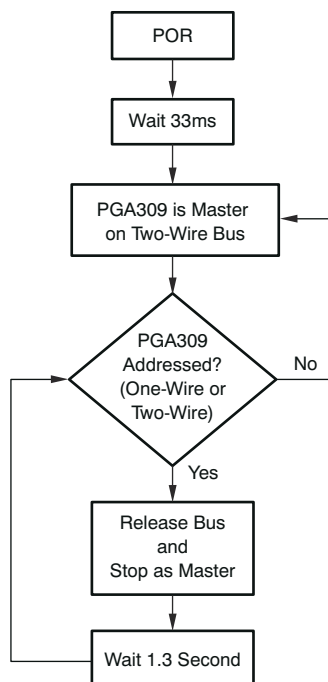 POR
Wait 33ms
PGA309 is Master
on Two-Wire Bus
PGA309
Addressed?
(One-Wire or
Two-Wire)
No
Yes
Release Bus
and
Stop as Master
Wait 1.3 Second